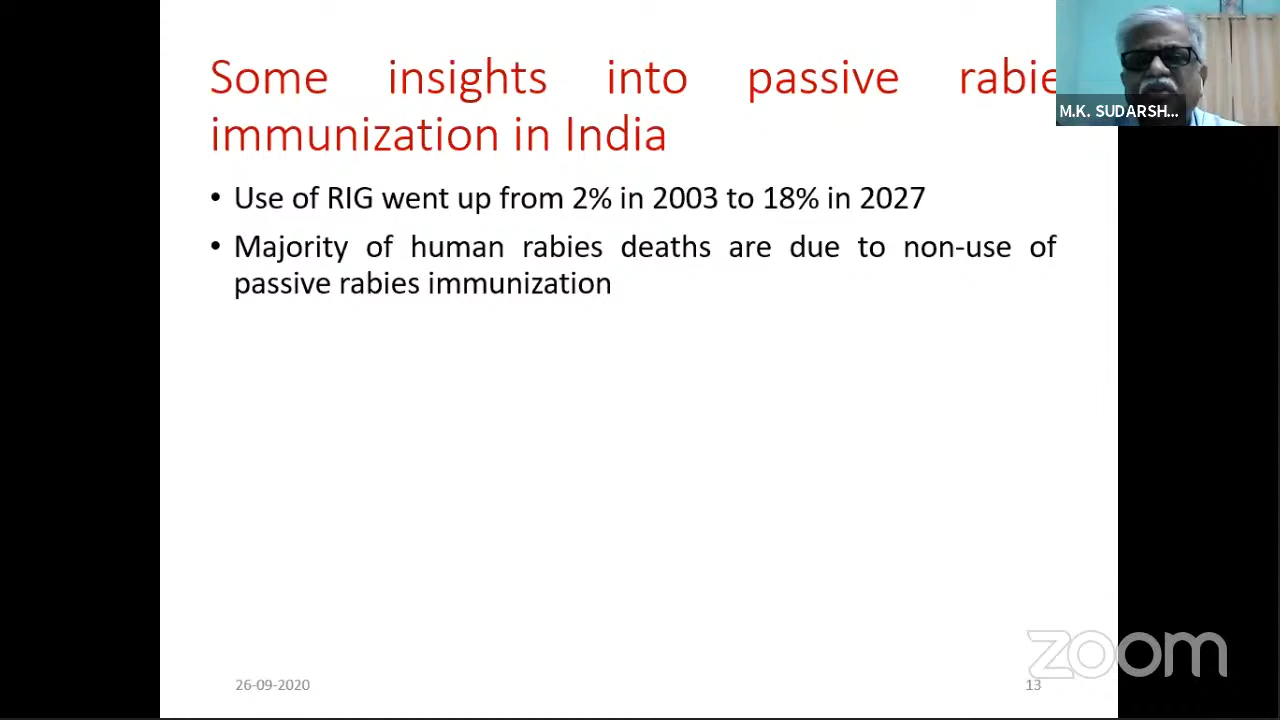 Some insights into passive rabie
immunization in India
• Use of RIG went up from 2% in 2003 to 18% in 2027
• Majority of human rabies deaths are due to non-use of
passive rabies immunization
M.K. SUDARSH...
26-09-2020
13
zoom